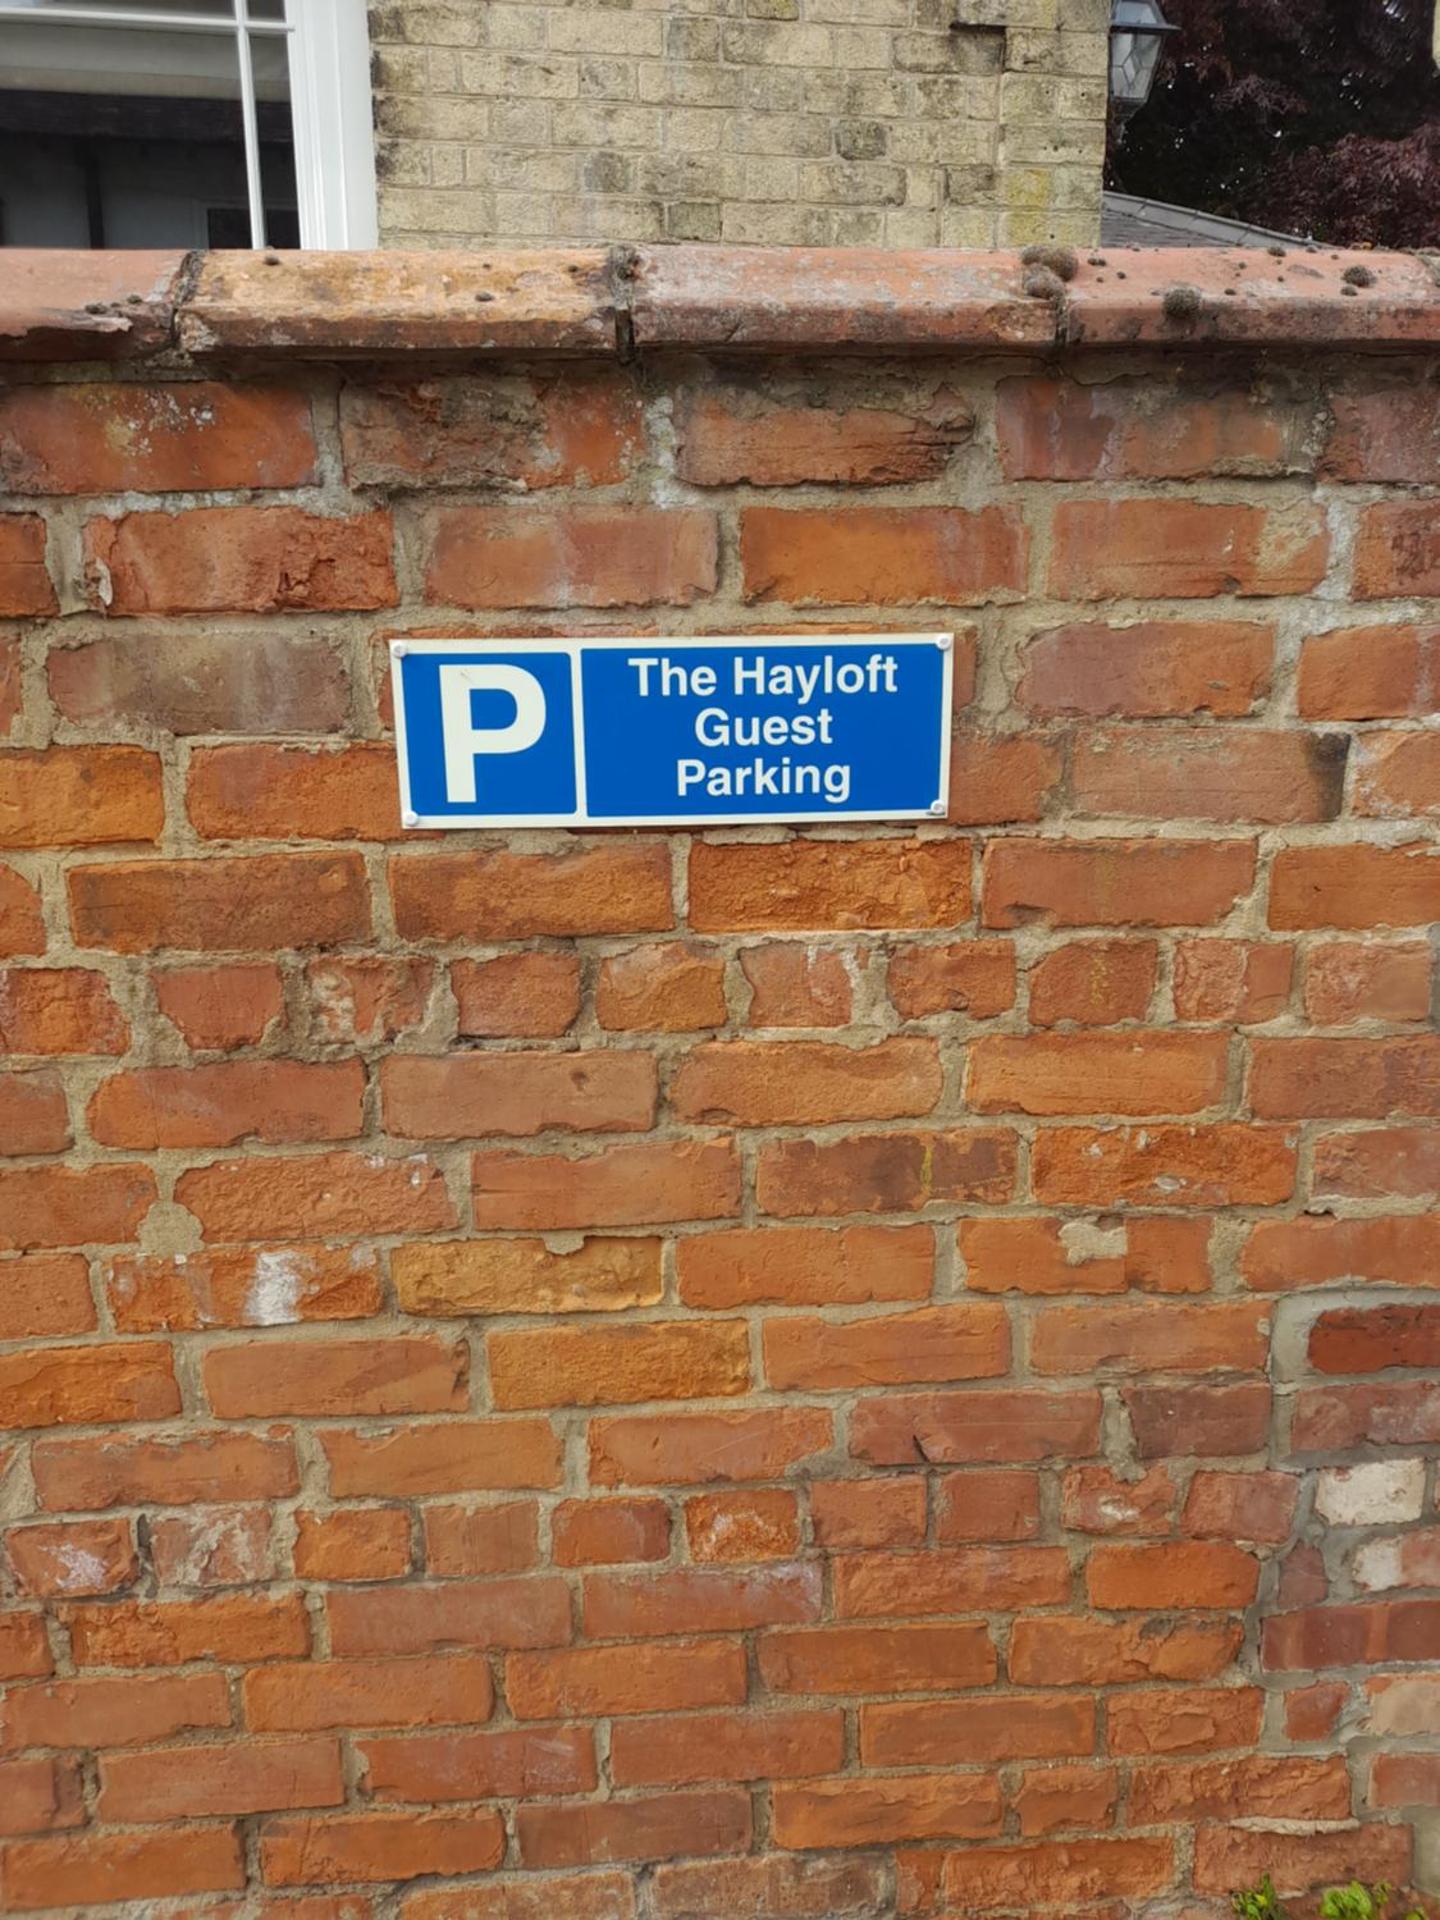 P
The Hayloft
Guest
Parking